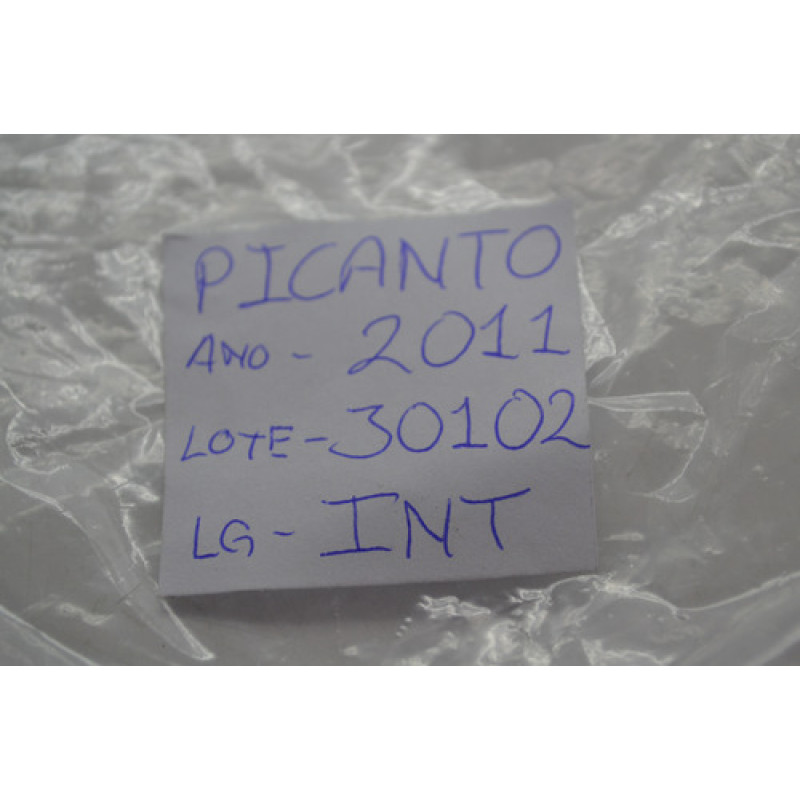 PICANTO
ANO - 2011
LOTE - 30102
LG - INT